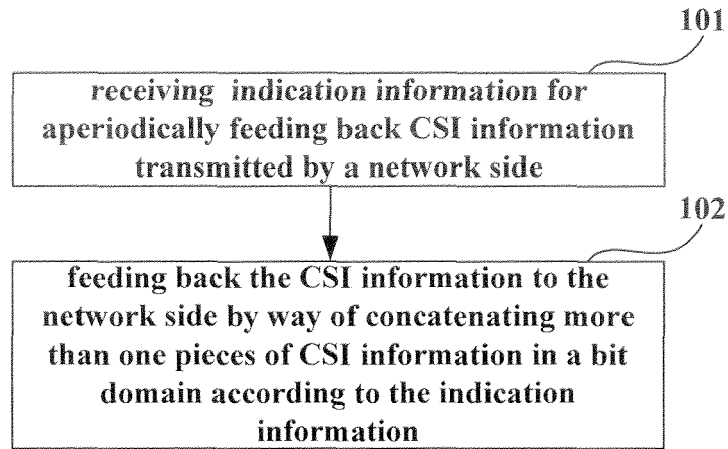 101
receiving indication information for
aperiodically feeding back CSI information
transmitted by a network side
102
feeding back the CSI information to the
network side by way of concatenating more
than one pieces of CSI information in a bit
domain according to the indication
information